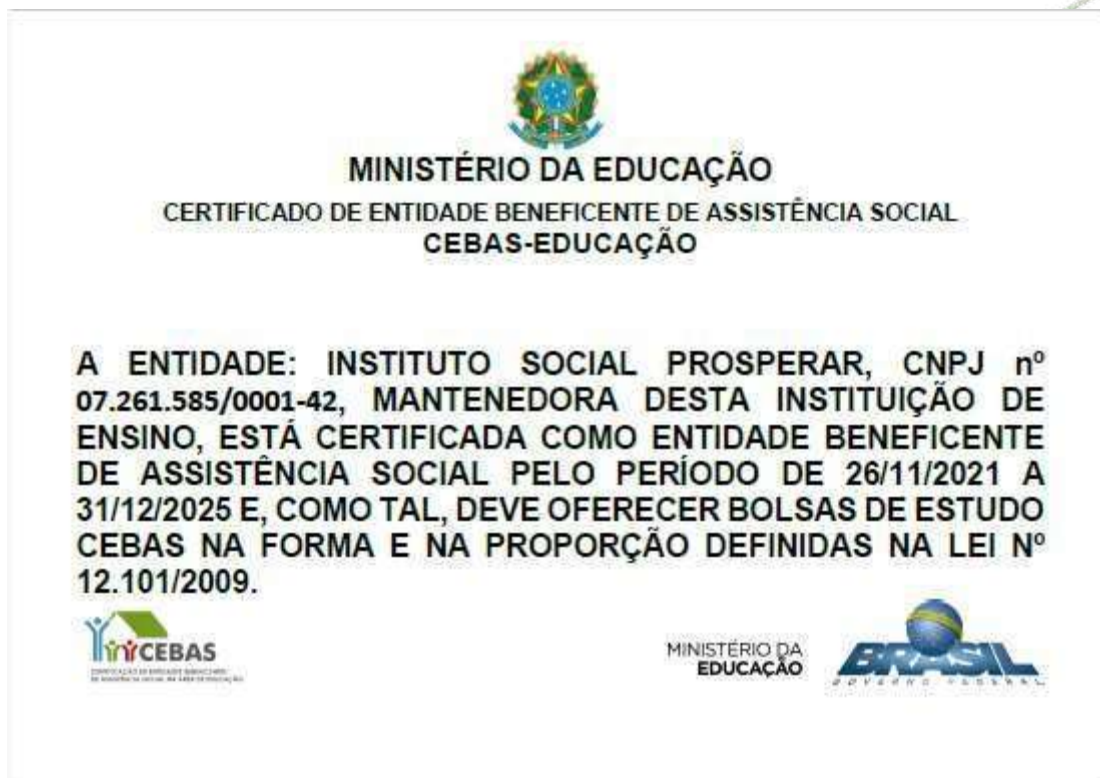 MINISTÉRIO DA EDUCAÇÃO
CERTIFICADO DE ENTIDADE BENEFICENTE DE ASSISTÊNCIA SOCIAL
CEBAS-EDUCAÇÃO
A ENTIDADE: INSTITUTO SOCIAL PROSPERAR, CNPJ nº
07.261.585/0001-42, MANTENEDORA DESTA INSTITUIÇÃO DE
ENSINO, ESTÁ CERTIFICADA COMO ENTIDADE BENEFICENTE
DE ASSISTÊNCIA SOCIAL PELO PERÍODO DE 26/11/2021 A
31/12/2025 E, COMO TAL, DEVE OFERECER BOLSAS DE ESTUDO
CEBAS NA FORMA E NA PROPORÇÃO DEFINIDAS NA LEI Nº
12.101/2009.
CEBAS
MINISTÉRIO DA
EDUCAÇÃO
BRASIL
GOVERNO FEDERAL